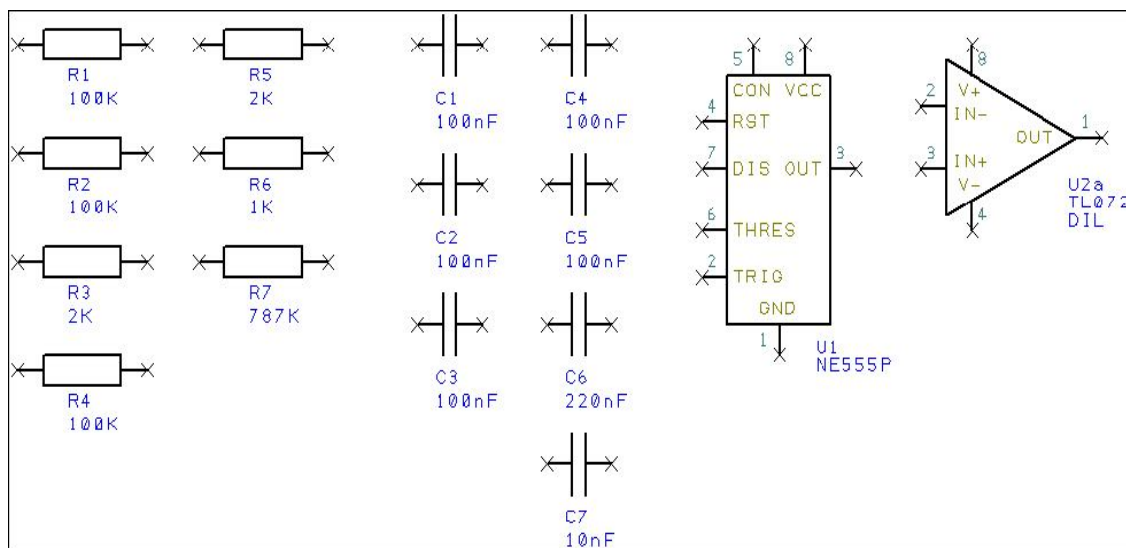 R1
100K
R2
100K
R3
2K
R4
100K
R5
2K
R6
1K
R7
787K
C1
100nF
C2
100nF
C3
100nF
C4
100nF
C5
100nF
C6
220nF
C7
10nF
5 8
CON VCC
4 RST
7 DIS OUT 3
6 THRES
2 TRIG
GND
1
U1
NE555P
8
V+
2 IN-
OUT 1
3 IN+
V-
4
U2a
TL072
DIL